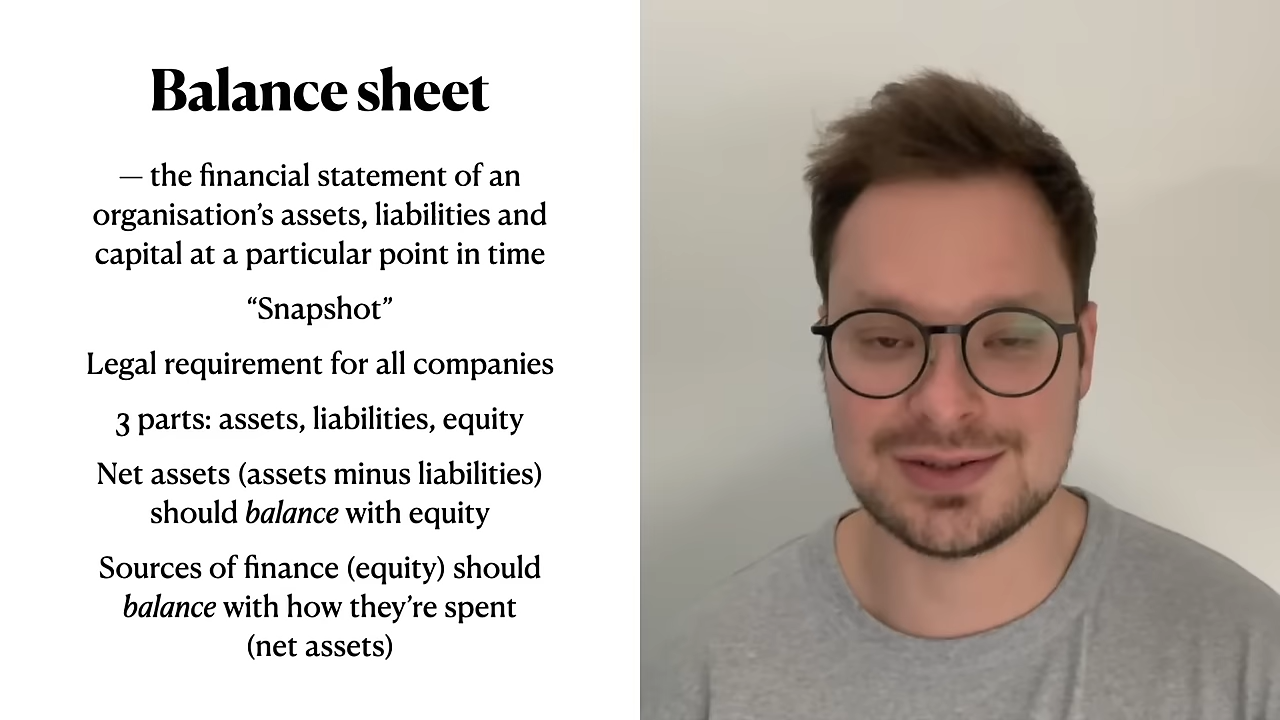 Balance sheet
— the financial statement of an
organisation’s assets, liabilities and
capital at a particular point in time
“Snapshot”
Legal requirement for all companies
3 parts: assets, liabilities, equity
Net assets (assets minus liabilities)
should balance with equity
Sources of finance (equity) should
balance with how they’re spent
(net assets)